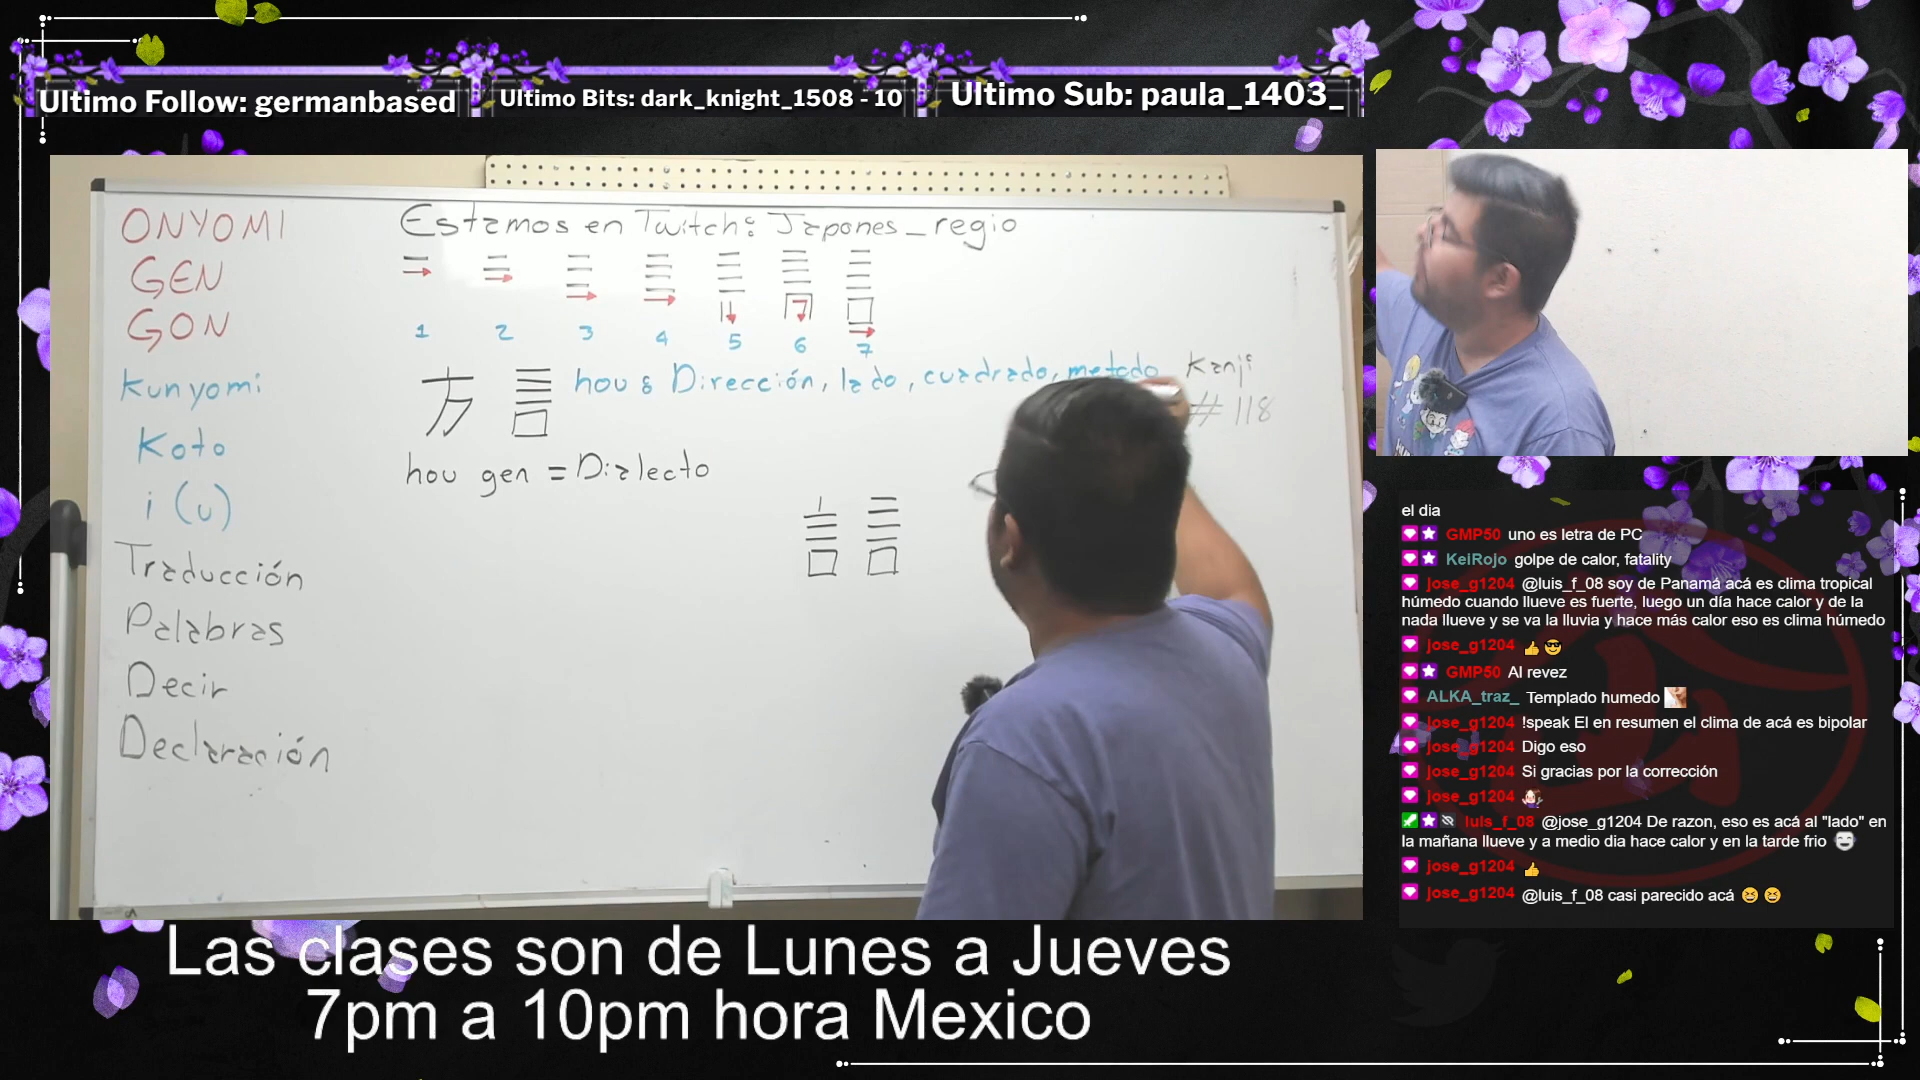 Ultimo Follow: germanbased
Ultimo Bits: dark_knight_1508 - 10
Ultimo Sub: paula_1403_
ONYOMI
GEN
GON
Kunyomi
Koto
i (u)
Traducción
Palabras
Decir
Declaración
Estamos en Twitch: Japones_regio
1 2 3 4 5 6 7
方言 hou: Dirección, lado, cuadrado, metodo
Kanji
#118
hou gen = Dialecto
言 言
el dia
GMP50 uno es letra de PC
KeiRojo golpe de calor, fatality
jose_g1204 @luis_f_08 soy de Panamá acá es clima tropical
húmedo cuando llueve es fuerte, luego un día hace calor y de la
nada llueve y se va la lluvia y hace más calor eso es clima húmedo
jose_g1204 👍😎
GMP50 Al revez
ALKA_traz_ Templado humedo
jose_g1204 !speak El en resumen el clima de acá es bipolar
jose_g1204 Digo eso
jose_g1204 Si gracias por la corrección
jose_g1204
luis_f_08 @jose_g1204 De razon, eso es acá al "lado" en
la mañana llueve y a medio dia hace calor y en la tarde frio
jose_g1204 👍
jose_g1204 @luis_f_08 casi parecido acá 😆 😆
Las clases son de Lunes a Jueves
7pm a 10pm hora Mexico